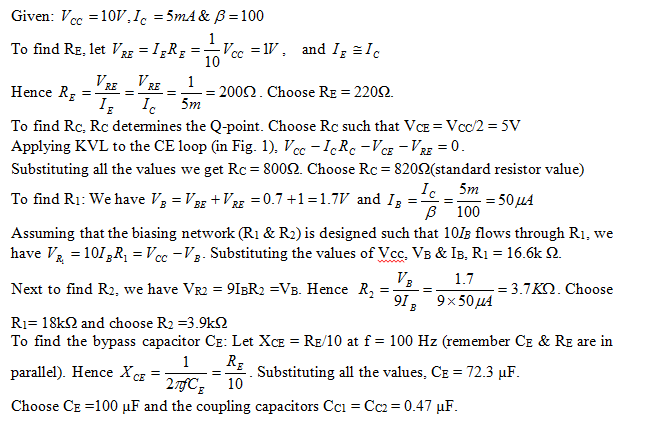 Given: V_CC = 10V, I_C = 5mA & β = 100
To find RE, let V_RE = I_E R_E = 1/10 V_CC = 1V, and I_E ≅ I_C
Hence R_E = V_RE/I_E = V_RE/I_C = 1/5m = 200Ω. Choose RE = 220Ω.
To find RC, RC determines the Q-point. Choose RC such that VCE = VCC/2 = 5V
Applying KVL to the CE loop (in Fig. 1), V_CC − I_C R_C − V_CE − V_RE = 0.
Substituting all the values we get RC = 800Ω. Choose RC = 820Ω(standard resistor value)
To find R1: We have V_B = V_BE + V_RE = 0.7 + 1 = 1.7V and I_B = I_C/β = 5m/100 = 50μA
Assuming that the biasing network (R1 & R2) is designed such that 10IB flows through R1, we
have V_R1 = 10I_B R_1 = V_CC − V_B. Substituting the values of VCC, VB & IB, R1 = 16.6k Ω.
Next to find R2, we have VR2 = 9IBR2 =VB. Hence R_2 = V_B/9I_B = 1.7/9×50μA = 3.7KΩ. Choose
R1= 18kΩ and choose R2 =3.9kΩ
To find the bypass capacitor CE: Let XCE = RE/10 at f = 100 Hz (remember CE & RE are in
parallel). Hence X_CE = 1/2πfC_E = R_E/10. Substituting all the values, CE = 72.3 μF.
Choose CE =100 μF and the coupling capacitors CC1 = CC2 = 0.47 μF.